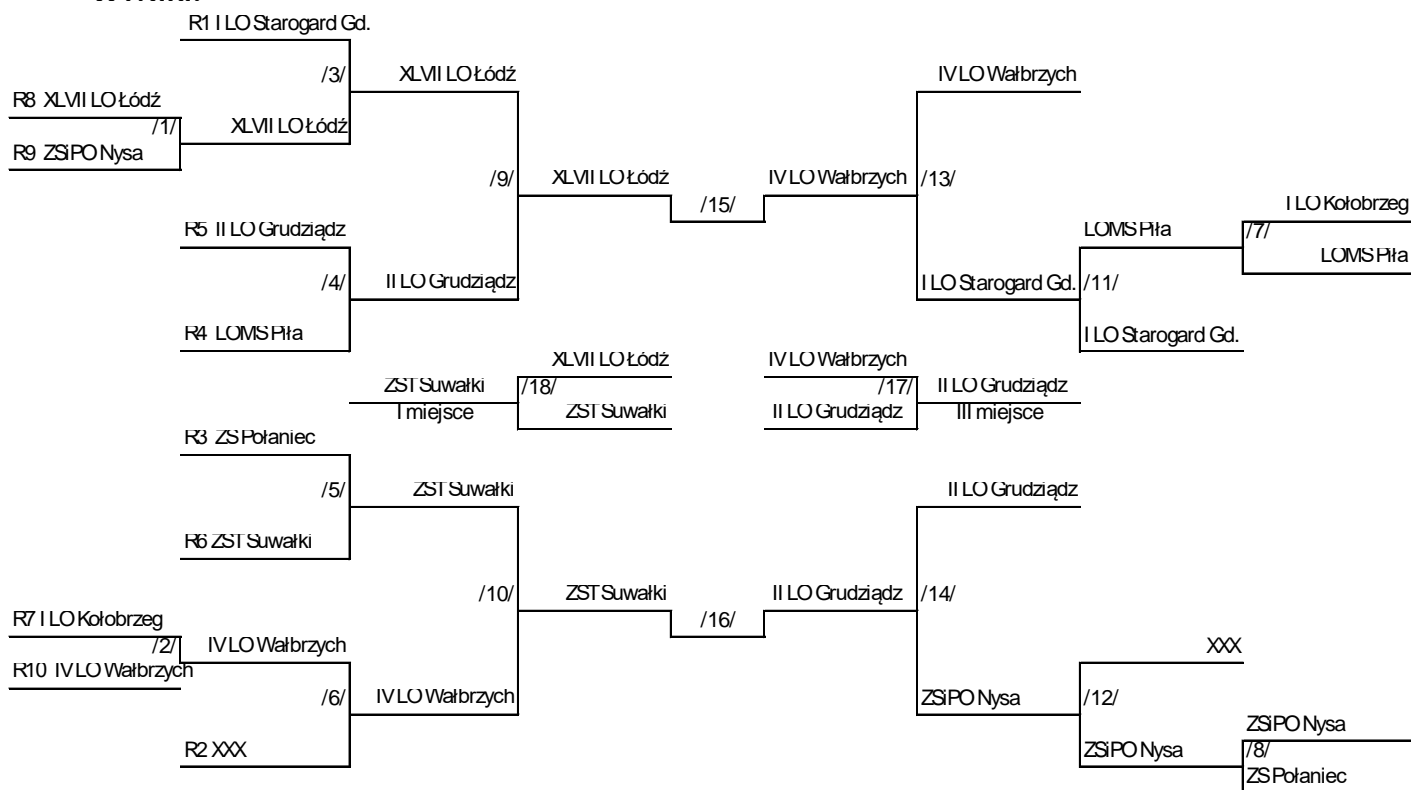 R1 I LO Starogard Gd.
/3/ XLVII LO Łódź IV LO Wałbrzych
R8 XLVII LO Łódź
/1/ XLVII LO Łódź
R9 ZSiPO Nysa
/9/ XLVII LO Łódź /15/ IV LO Wałbrzych /13/
I LO Kołobrzeg
R5 II LO Grudziądz LOMS Piła /7/
LOMS Piła
/4/ II LO Grudziądz I LO Starogard Gd. /11/
R4 LOMS Piła I LO Starogard Gd.
XLVII LO Łódź IV LO Wałbrzych
ZST Suwałki /18/ /17/ II LO Grudziądz
I miejsce ZST Suwałki II LO Grudziądz III miejsce
R3 ZS Połaniec
/5/ ZST Suwałki II LO Grudziądz
R6 ZST Suwałki
/10/ ZST Suwałki /16/ II LO Grudziądz /14/
R7 I LO Kołobrzeg
/2/ IV LO Wałbrzych XXX
R10 IV LO Wałbrzych
/6/ IV LO Wałbrzych ZSiPO Nysa /12/
ZSiPO Nysa
R2 XXX ZSiPO Nysa /8/
ZS Połaniec